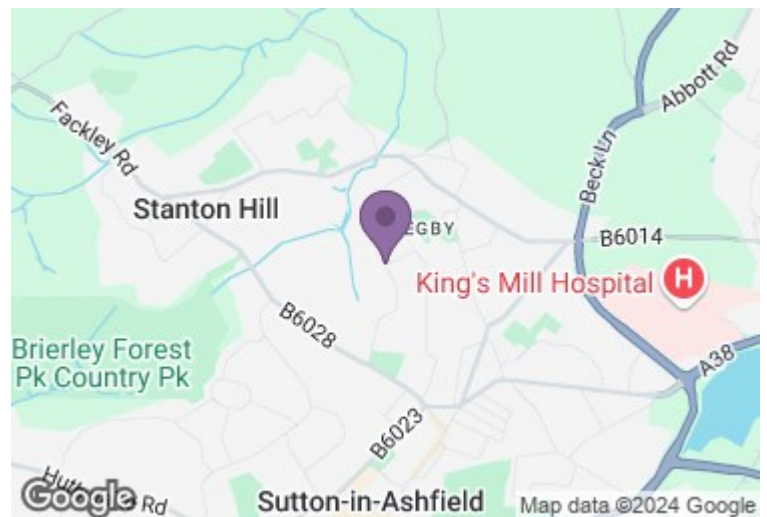 Abbott Rd
Fackley Rd
Beck Ln
Stanton Hill
EGBY
B6014
King's Mill Hospital
H
B6028
Brierley Forest
Pk Country Pk
A38
B6023
Rd
Google
Sutton-in-Ashfield
Map data ©2024 Google